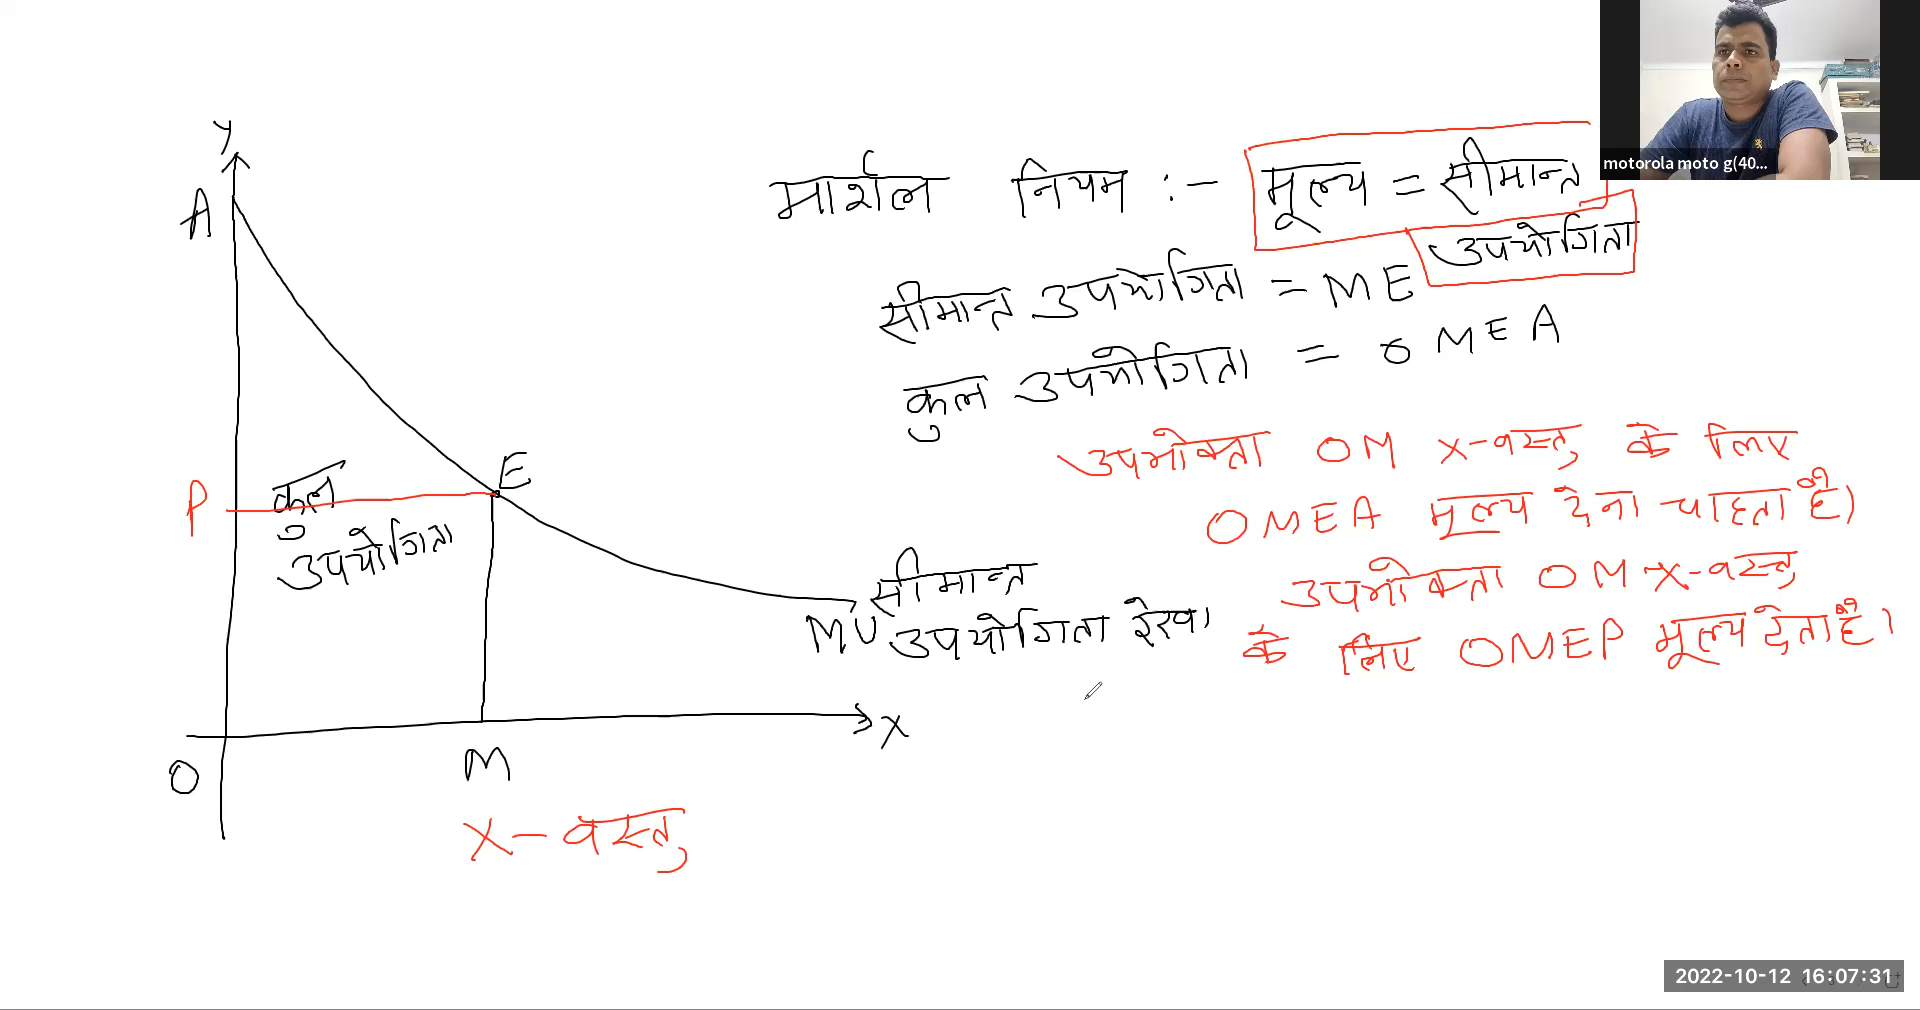 Y
motorola moto g(40...
मार्शल नियम :- मूल्य = सीमान्त
उपयोगिता
A
सीमान्त उपयोगिता = ME
कुल उपयोगिता = OMEA
उपभोक्ता OM X-वस्तु के लिए
E
P
कुल
OMEA मूल्य देना चाहता है।
उपयोगिता
उपभोक्ता OM X-वस्तु
MU सीमान्त
उपयोगिता रेखा
के लिए OMEP मूल्य देता है।
X
O
M
X-वस्तु
2022-10-12 16:07:31